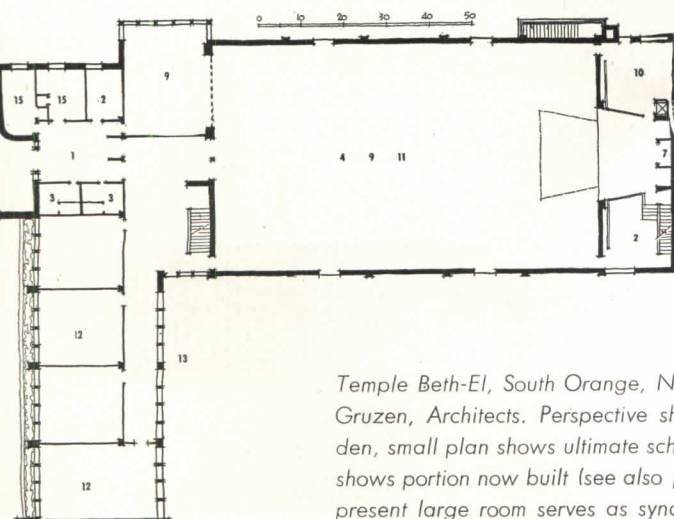 0 10 20 30 40 50
9
10
15 15 2
1
4 9 11
7
3 3
2
12
13
12
Temple Beth-El, South Orange, N
Gruzen, Architects. Perspective sh
den, small plan shows ultimate sch
shows portion now built (see also
present large room serves as syna